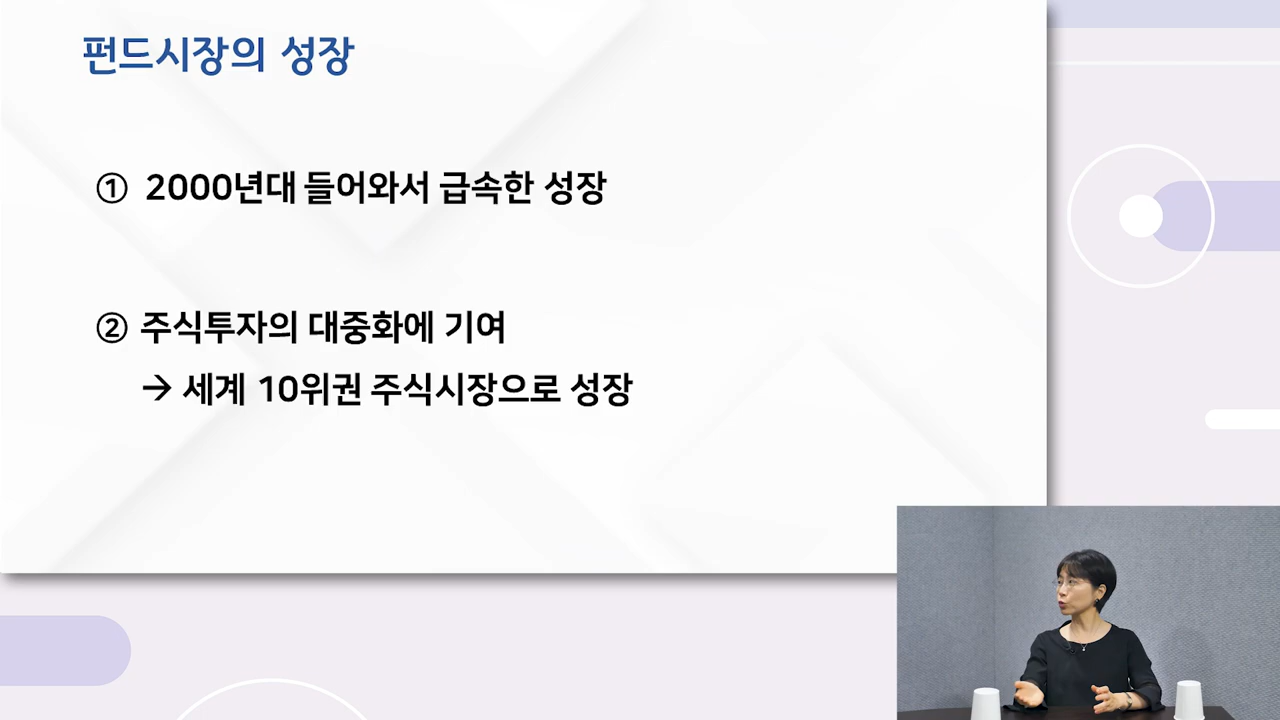 펀드시장의 성장
① 2000년대 들어와서 급속한 성장
② 주식투자의 대중화에 기여
→ 세계 10위권 주식시장으로 성장